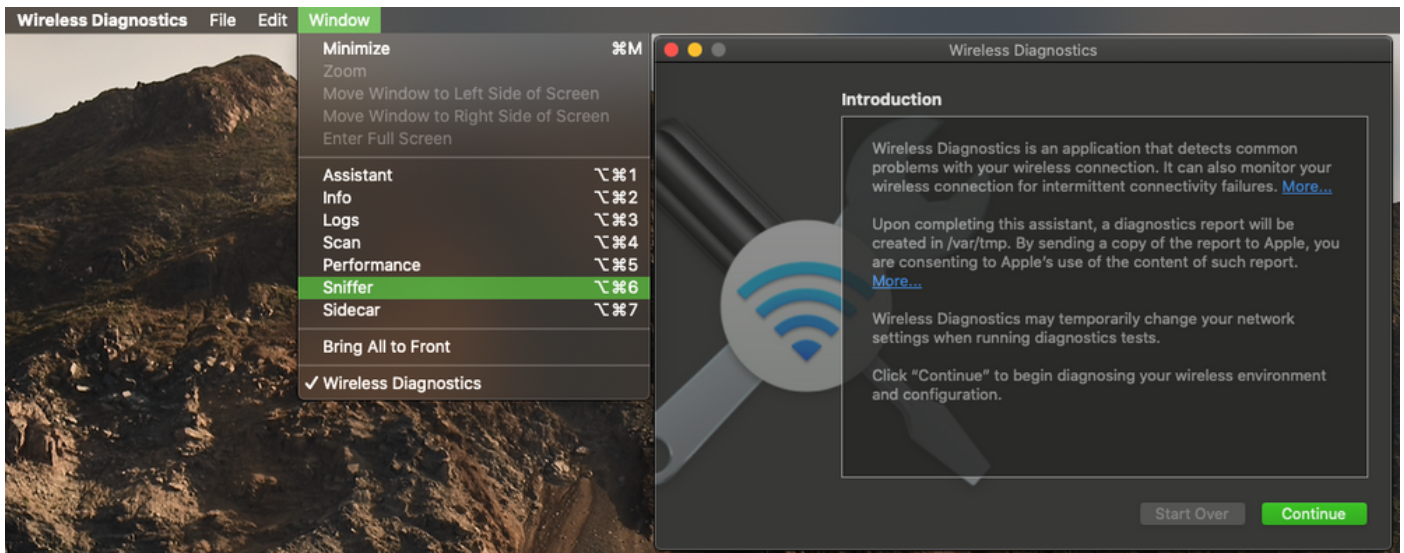 Wireless Diagnostics File Edit Window
Minimize ⌘M
Zoom
Move Window to Left Side of Screen
Move Window to Right Side of Screen
Enter Full Screen
Assistant ⌥⌘1
Info ⌥⌘2
Logs ⌥⌘3
Scan ⌥⌘4
Performance ⌥⌘5
Sniffer ⌥⌘6
Sidecar ⌥⌘7
Bring All to Front
✓ Wireless Diagnostics
Wireless Diagnostics
Introduction
Wireless Diagnostics is an application that detects common
problems with your wireless connection. It can also monitor your
wireless connection for intermittent connectivity failures. More...
Upon completing this assistant, a diagnostics report will be
created in /var/tmp. By sending a copy of the report to Apple, you
are consenting to Apple's use of the content of such report.
More...
Wireless Diagnostics may temporarily change your network
settings when running diagnostics tests.
Click “Continue” to begin diagnosing your wireless environment
and configuration.
Start Over Continue